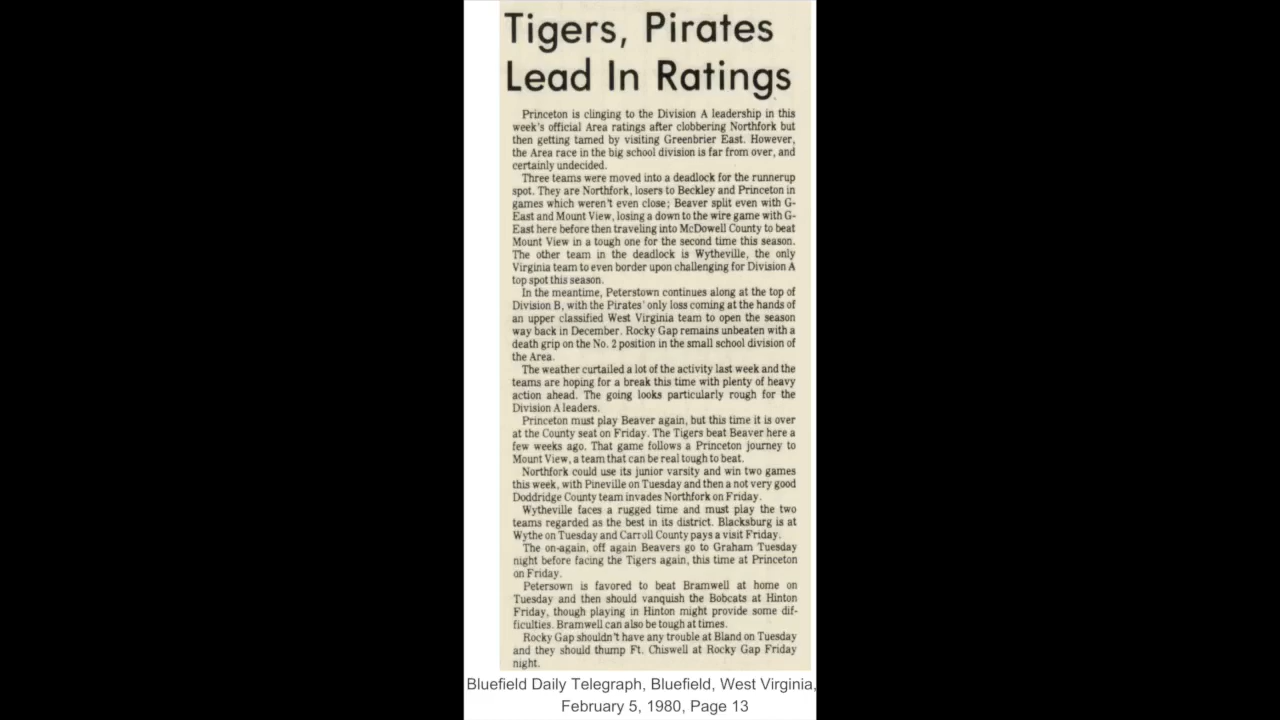 Tigers, Pirates
Lead In Ratings
Princeton is clinging to the Division A leadership in this
week's official Area ratings after clobbering Northfork but
then getting tamed by visiting Greenbrier East. However,
the Area race in the big school division is far from over, and
certainly undecided.
Three teams were moved into a deadlock for the runnerup
spot. They are Northfork, losers to Beckley and Princeton in
games which weren't even close; Beaver split even with G-
East and Mount View, losing a down to the wire game with G-
East here before then traveling into McDowell County to beat
Mount View in a tough one for the second time this season.
The other team in the deadlock is Wytheville, the only
Virginia team to even border upon challenging for Division A
top spot this season.
In the meantime, Peterstown continues along at the top of
Division B, with the Pirates' only loss coming at the hands of
an upper classified West Virginia team to open the season
way back in December. Rocky Gap remains unbeaten with a
death grip on the No. 2 position in the small school division of
the Area.
The weather curtailed a lot of the activity last week and the
teams are hoping for a break this time with plenty of heavy
action ahead. The going looks particularly rough for the
Division A leaders.
Princeton must play Beaver again, but this time it is over
at the County seat on Friday. The Tigers beat Beaver here a
few weeks ago. That game follows a Princeton journey to
Mount View, a team that can be real tough to beat.
Northfork could use its junior varsity and win two games
this week, with Pineville on Tuesday and then a not very good
Doddridge County team invades Northfork on Friday.
Wytheville faces a rugged time and must play the two
teams regarded as the best in its district. Blacksburg is at
Wythe on Tuesday and Carroll County pays a visit Friday.
The on-again, off again Beavers go to Graham Tuesday
night before facing the Tigers again, this time at Princeton
on Friday.
Petersown is favored to beat Bramwell at home on
Tuesday and then should vanquish the Bobcats at Hinton
Friday, though playing in Hinton might provide some dif-
ficulties. Bramwell can also be tough at times.
Rocky Gap shouldn't have any trouble at Bland on Tuesday
and they should thump Ft. Chiswell at Rocky Gap Friday
night.
Bluefield Daily Telegraph, Bluefield, West Virginia,
February 5, 1980, Page 13